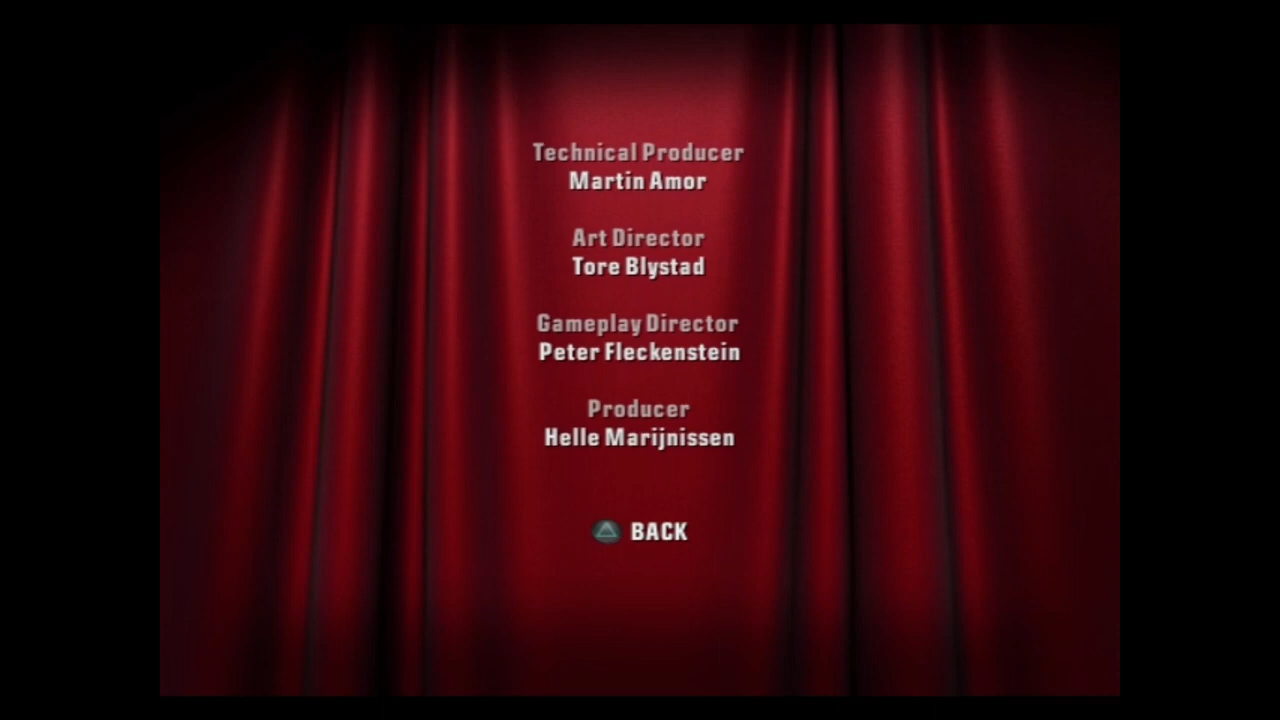 Technical Producer
Martin Amor
Art Director
Tore Blystad
Gameplay Director
Peter Fleckenstein
Producer
Helle Marijnissen
BACK